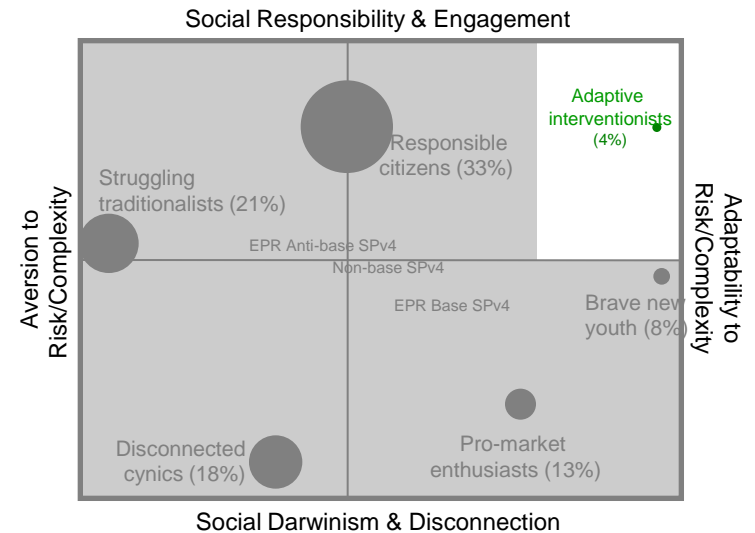 Social Responsibility & Engagement
Adaptive
interventionists
(4%)
Responsible
citizens (33%)
Struggling
traditionalists (21%)
Aversion to
Risk/Complexity
Adaptability to
Risk/Complexity
EPR Anti-base SPv4
Non-base SPv4
EPR Base SPv4
Brave new
youth (8%)
Disconnected
cynics (18%)
Pro-market
enthusiasts (13%)
Social Darwinism & Disconnection